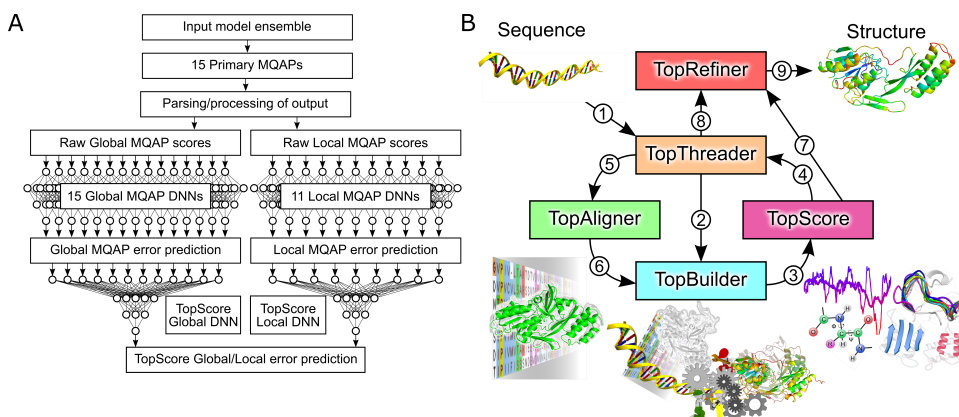 A
Input model ensemble
15 Primary MQAPs
Parsing/processing of output
Raw Global MQAP scores
Raw Local MQAP scores
15 Global MQAP DNNs
11 Local MQAP DNNs
Global MQAP error prediction
Local MQAP error prediction
TopScore
Global DNN
TopScore
Local DNN
TopScore Global/Local error prediction
B
Sequence
Structure
TopRefiner
9
1
8
TopThreader
7
5
4
2
TopAligner
TopScore
6
TopBuilder
3